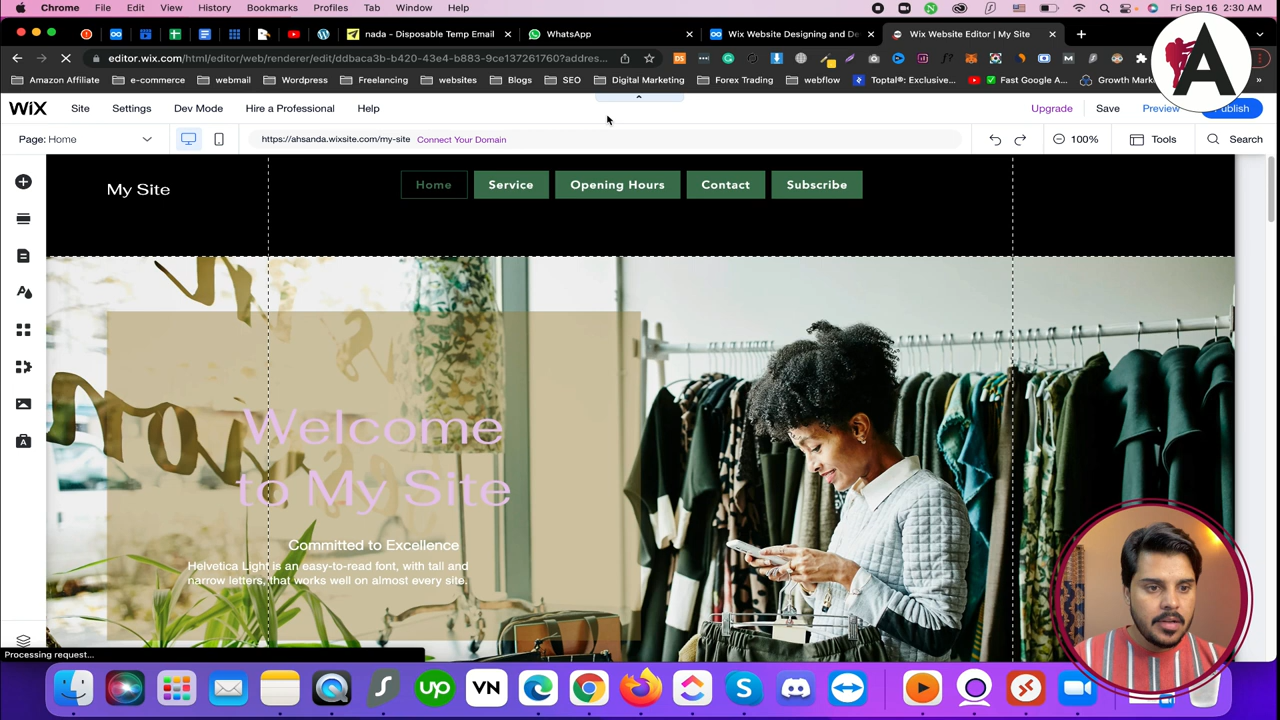 Chrome File Edit View History Bookmarks Profiles Tab Window Help Fri Sep 16 2:30 AM
nada - Disposable Temp Email WhatsApp Wix Website Designing and De Wix Website Editor | My Site
editor.wix.com/html/editor/web/renderer/edit/ddbaca3b-b420-43e4-b883-9ce137261760?addres...
Amazon Affiliate e-commerce webmail Freelancing websites Blogs SEO Digital Marketing Forex Trading webflow Toptal®: Exclusive... Fast Google A... Growth Mark
WiX Site Settings Dev Mode Hire a Professional Help Upgrade Save Preview Publish
Page: Home https://ahsanda.wixsite.com/my-site Connect Your Domain 100% Tools Search
My Site Home Service Opening Hours Contact Subscribe
Welcome
to My Site
Committed to Excellence
Helvetica Light is an easy-to-read font, with tall and
narrow letters, that works well on almost every site.
Processing request...
up VN